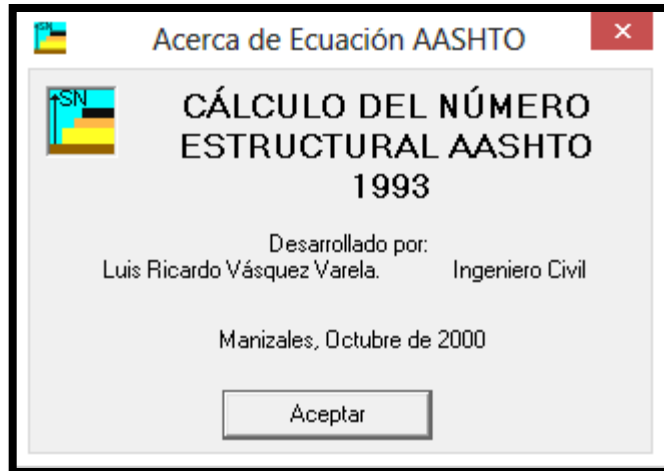 Acerca de Ecuación AASHTO
SN
CÁLCULO DEL NÚMERO
ESTRUCTURAL AASHTO
1993
Desarrollado por:
Luis Ricardo Vásquez Varela. Ingeniero Civil
Manizales, Octubre de 2000
Aceptar